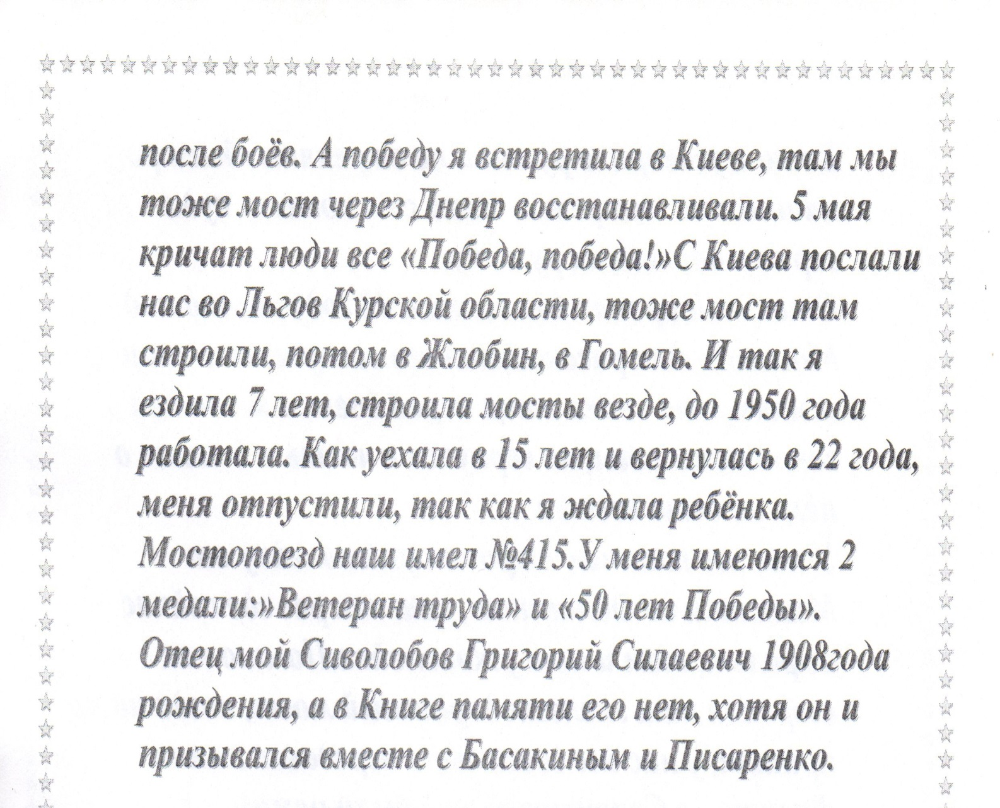 после боёв. А победу я встретила в Киеве, там мы
тоже мост через Днепр восстанавливали. 5 мая
кричат люди все «Победа, победа!»С Киева послали
нас во Льгов Курской области, тоже мост там
строили, потом в Жлобин, в Гомель. И так я
ездила 7 лет, строила мосты везде, до 1950 года
работала. Как уехала в 15 лет и вернулась в 22 года,
меня отпустили, так как я ждала ребёнка.
Мостопоезд наш имел №415.У меня имеются 2
медали:»Ветеран труда» и «50 лет Победы».
Отец мой Сиволобов Григорий Силаевич 1908года
рождения, а в Книге памяти его нет, хотя он и
призывался вместе с Басакиным и Писаренко.